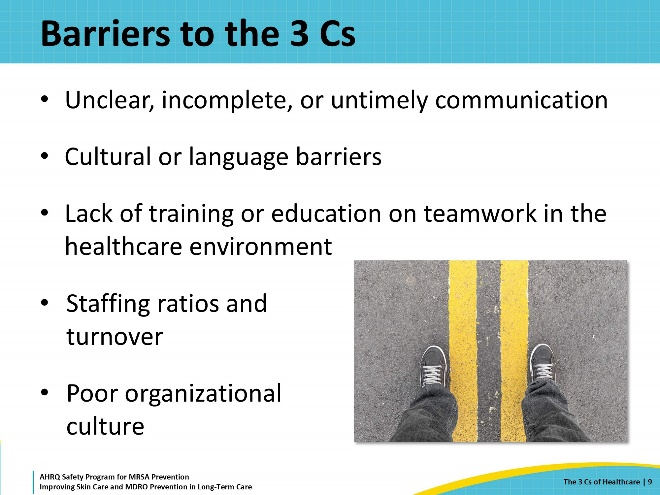 Barriers to the 3 Cs
• Unclear, incomplete, or untimely communication
• Cultural or language barriers
• Lack of training or education on teamwork in the
healthcare environment
• Staffing ratios and
turnover
• Poor organizational
culture
AHRQ Safety Program for MRSA Prevention
Improving Skin Care and MDRO Prevention in Long-Term Care
The 3 Cs of Healthcare | 9